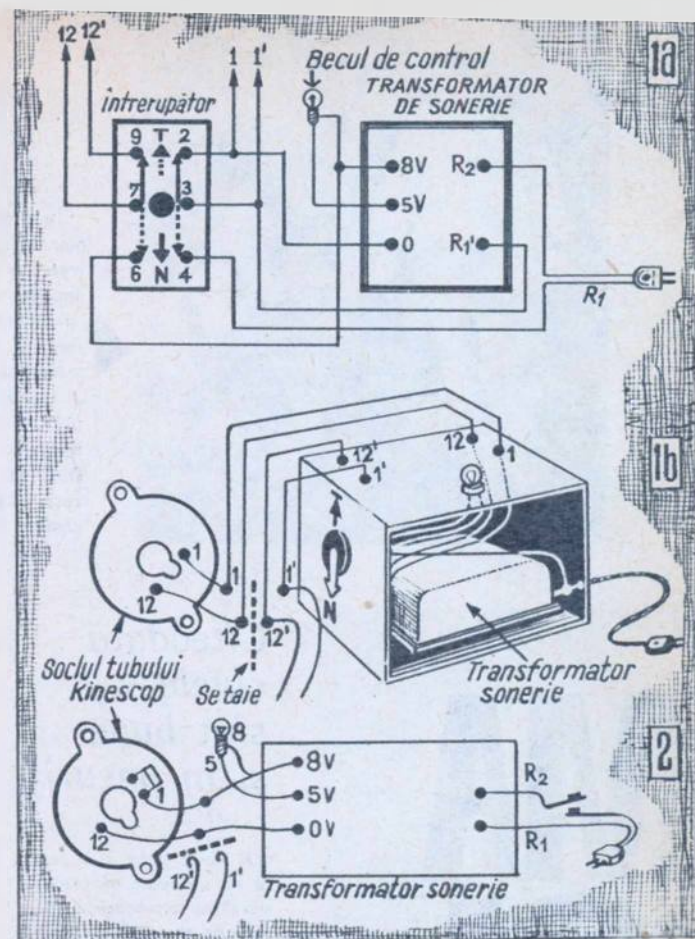 12 12' 1 1' Becul de control 1a
TRANSFORMATOR
DE SONERIE
întrerupător
9 T 2
8V R2
7 3
5V
0 R1'
6 N 4
R1
12 1 1b
12'
1'
T
N
1
12
1 1'
12 12'
Soclul tubului
Kinescop
Se taie
Transformator
sonerie
2
8
5
8V R2
1
5V
12
0V R1
12' 1'
Transformator sonerie